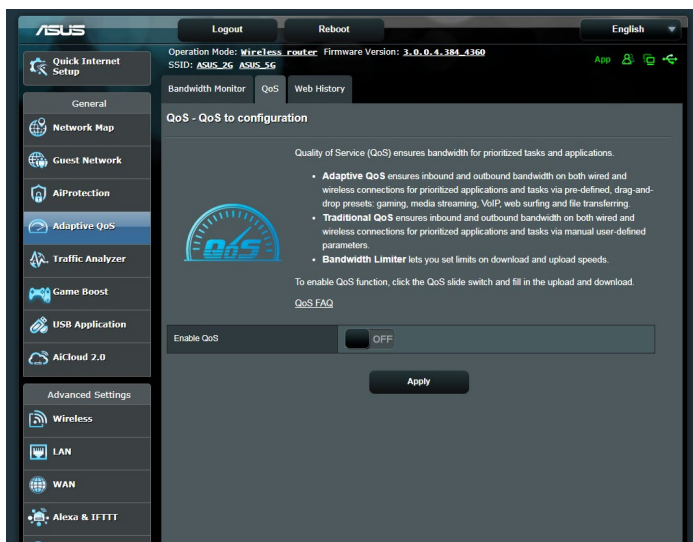 ASUS
Logout
Reboot
English
Quick Internet
Setup
Operation Mode: Wireless router Firmware Version: 3.0.0.4.384_4360
SSID: ASUS_2G ASUS_5G
App
General
Network Map
Guest Network
AiProtection
Adaptive QoS
Traffic Analyzer
Game Boost
USB Application
AiCloud 2.0
Advanced Settings
Wireless
LAN
WAN
Alexa & IFTTT
Bandwidth Monitor QoS Web History
QoS - QoS to configuration
QoS
Quality of Service (QoS) ensures bandwidth for prioritized tasks and applications.
• Adaptive QoS ensures inbound and outbound bandwidth on both wired and
wireless connections for prioritized applications and tasks via pre-defined, drag-and-
drop presets: gaming, media streaming, VoIP, web surfing and file transferring.
• Traditional QoS ensures inbound and outbound bandwidth on both wired and
wireless connections for prioritized applications and tasks via manual user-defined
parameters.
• Bandwidth Limiter lets you set limits on download and upload speeds.
To enable QoS function, click the QoS slide switch and fill in the upload and download.
QoS FAQ
Enable QoS
OFF
Apply